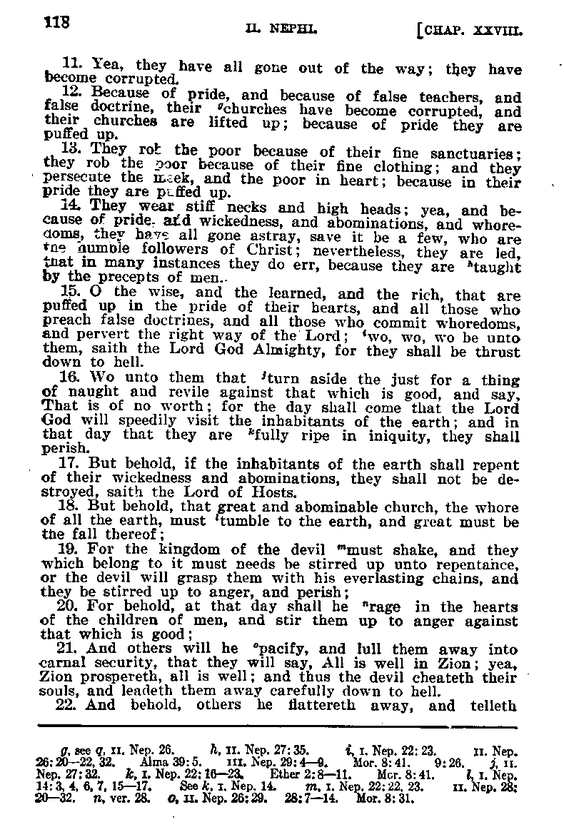 118
II. NEPHI.
[CHAP. XXVIII.
11. Yea, they have all gone out of the way; they have
become corrupted.
12. Because of pride, and because of false teachers, and
false doctrine, their gchurches have become corrupted, and
their churches are lifted up; because of pride they are
puffed up.
13. They rob the poor because of their fine sanctuaries;
they rob the poor because of their fine clothing; and they
persecute the meek, and the poor in heart; because in their
pride they are puffed up.
14. They wear stiff necks and high heads; yea, and be-
cause of pride, and wickedness, and abominations, and whore-
doms, they have all gone astray, save it be a few, who are
the humble followers of Christ; nevertheless, they are led,
that in many instances they do err, because they are htaught
by the precepts of men.
15. O the wise, and the learned, and the rich, that are
puffed up in the pride of their hearts, and all those who
preach false doctrines, and all those who commit whoredoms,
and pervert the right way of the Lord; iwo, wo, wo be unto
them, saith the Lord God Almighty, for they shall be thrust
down to hell.
16. Wo unto them that jturn aside the just for a thing
of naught and revile against that which is good, and say,
That is of no worth; for the day shall come that the Lord
God will speedily visit the inhabitants of the earth; and in
that day that they are kfully ripe in iniquity, they shall
perish.
17. But behold, if the inhabitants of the earth shall repent
of their wickedness and abominations, they shall not be de-
stroyed, saith the Lord of Hosts.
18. But behold, that great and abominable church, the whore
of all the earth, must ltumble to the earth, and great must be
the fall thereof;
19. For the kingdom of the devil mmust shake, and they
which belong to it must needs be stirred up unto repentance,
or the devil will grasp them with his everlasting chains, and
they be stirred up to anger, and perish;
20. For behold, at that day shall he nrage in the hearts
of the children of men, and stir them up to anger against
that which is good;
21. And others will he opacify, and lull them away into
carnal security, that they will say, All is well in Zion; yea,
Zion prospereth, all is well; and thus the devil cheateth their
souls, and leadeth them away carefully down to hell.
22. And behold, others he flattereth away, and telleth
g, see q, II. Nep. 26. h, II. Nep. 27:35. i, I. Nep. 22:23. II. Nep.
26:20—22, 32. Alma 39:5. III. Nep. 29:4—9. Mor. 8:41. 9:26. j, II.
Nep. 27:32. k, I. Nep. 22:16—23. Ether 2:8—11. Mor. 8:41. l, I. Nep.
14:3, 4, 6, 7, 15—17. See k, I. Nep. 14. m, I. Nep. 22:22, 23. II. Nep. 28:
20—32. n, ver. 28. o, II. Nep. 26:29. 28:7—14. Mor. 8:31.